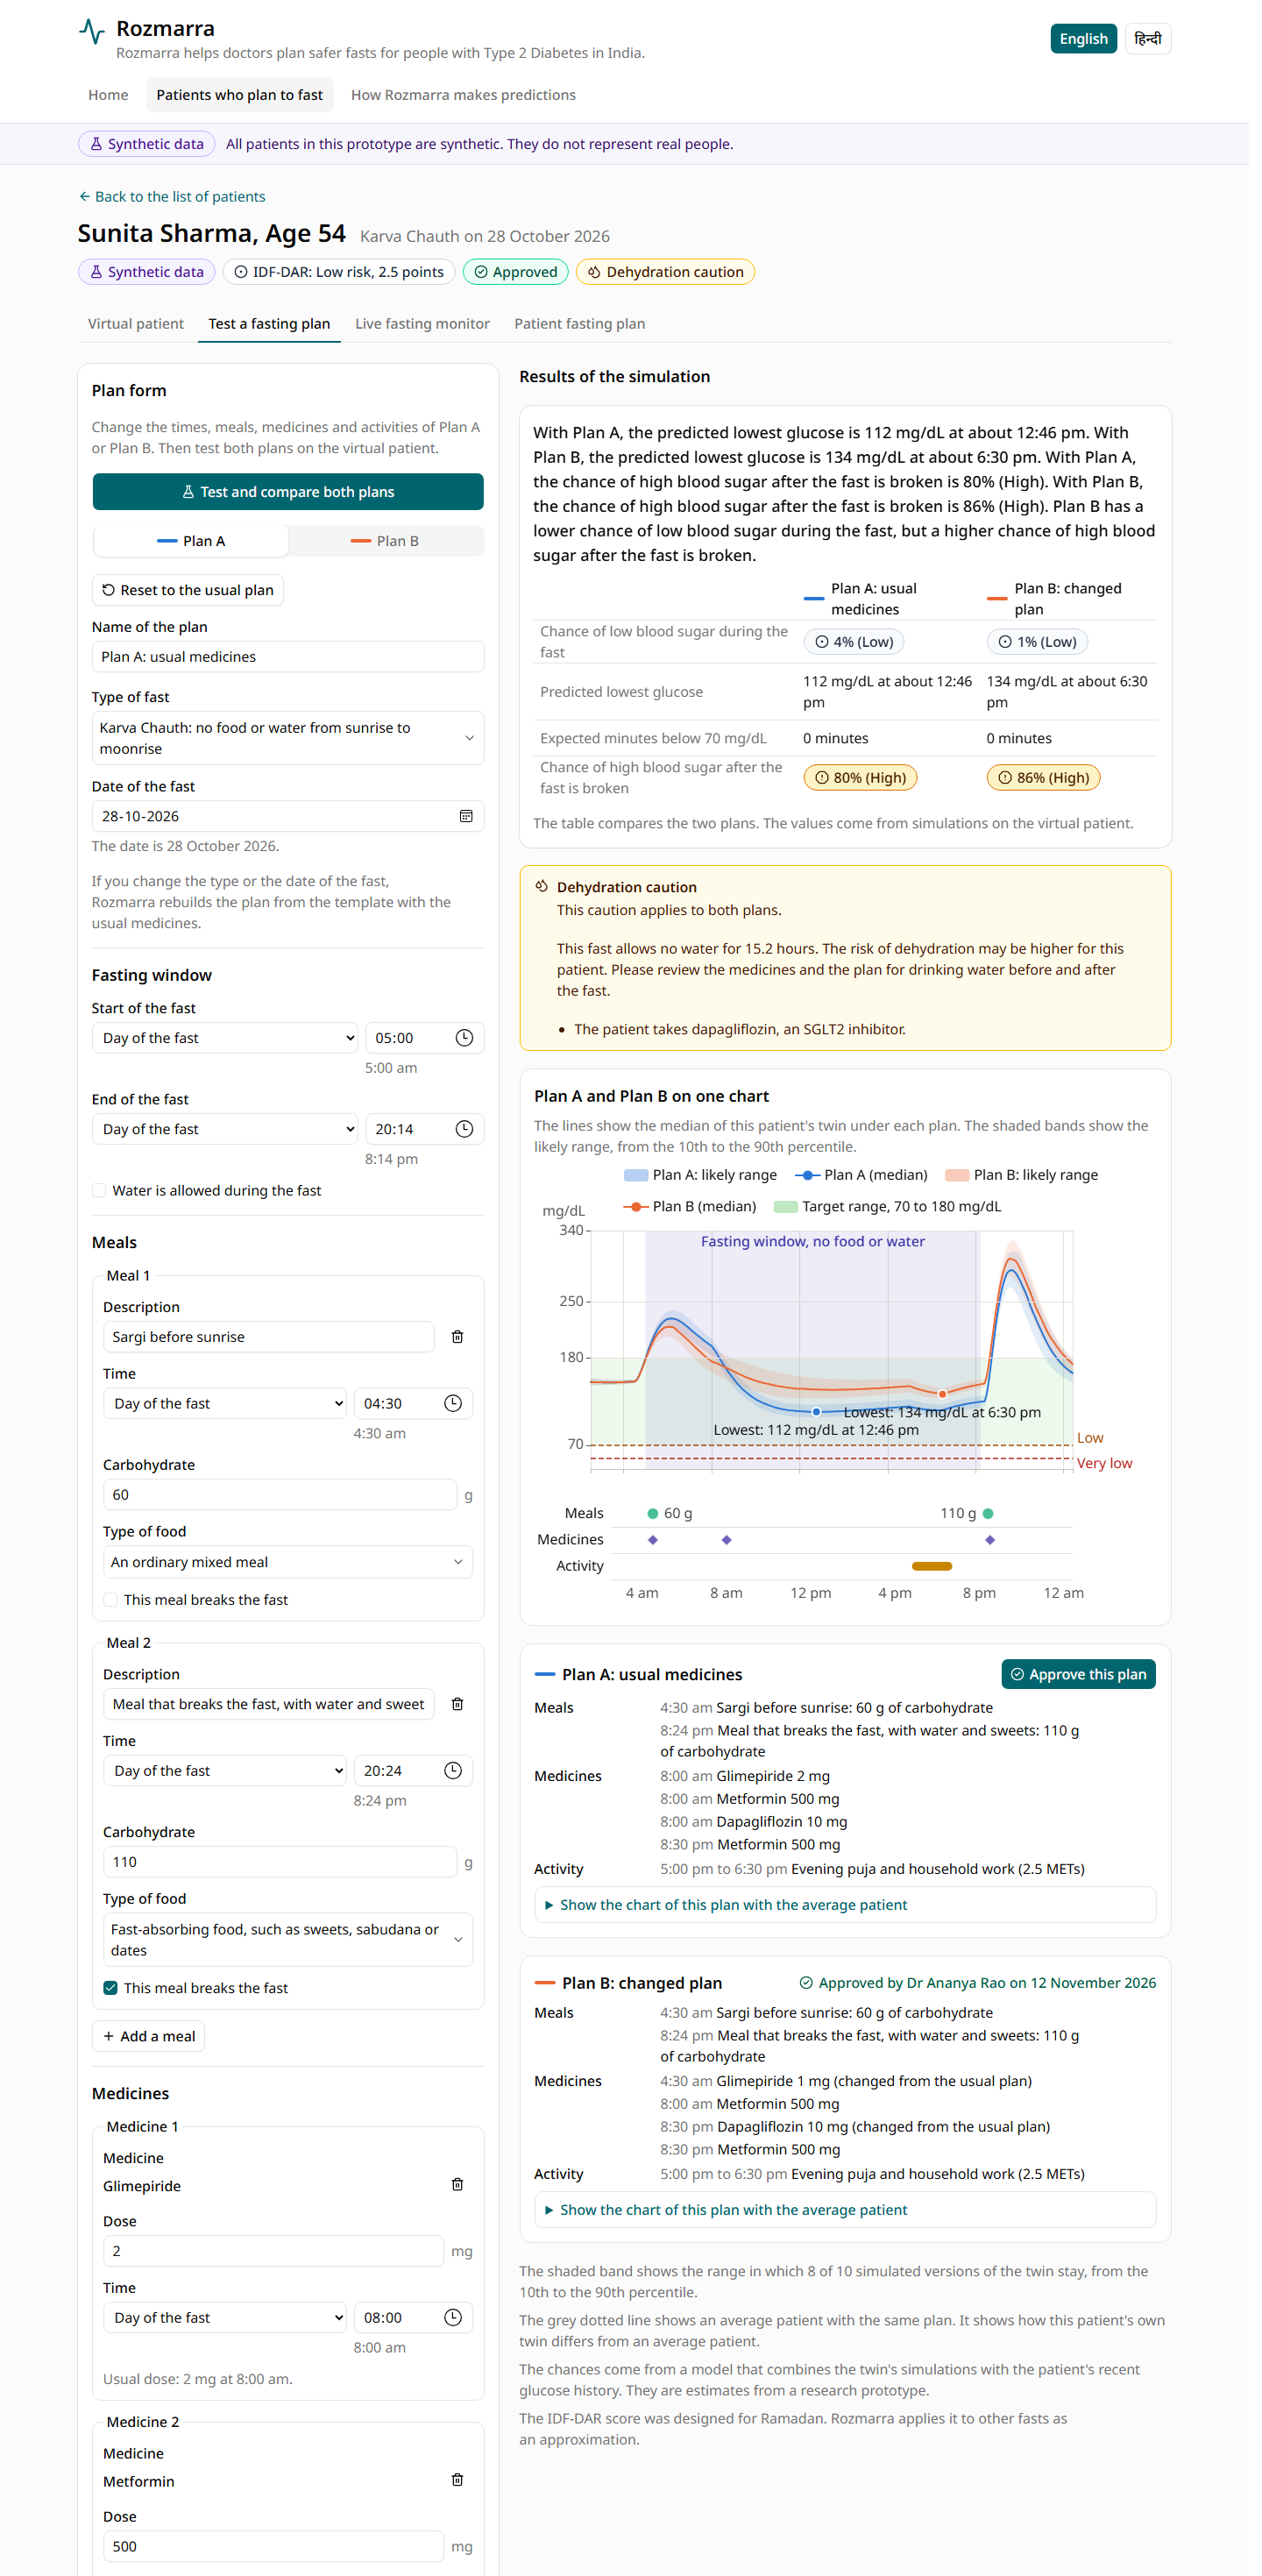 Rozmarra
Rozmarra helps doctors plan safer fasts for people with Type 2 Diabetes in India.
English
हिन्दी
Home
Patients who plan to fast
How Rozmarra makes predictions
Synthetic data
All patients in this prototype are synthetic. They do not represent real people.
Back to the list of patients
Sunita Sharma, Age 54
Karva Chauth on 28 October 2026
Synthetic data
IDF-DAR: Low risk, 2.5 points
Approved
Dehydration caution
Virtual patient
Test a fasting plan
Live fasting monitor
Patient fasting plan
Plan form
Change the times, meals, medicines and activities of Plan A
or Plan B. Then test both plans on the virtual patient.
Test and compare both plans
Plan A
Plan B
Reset to the usual plan
Name of the plan
Plan A: usual medicines
Type of fast
Karva Chauth: no food or water from sunrise to
moonrise
Date of the fast
28-10-2026
The date is 28 October 2026.
If you change the type or the date of the fast,
Rozmarra rebuilds the plan from the template with the
usual medicines.
Fasting window
Start of the fast
Day of the fast
05:00
5:00 am
End of the fast
Day of the fast
20:14
8:14 pm
Water is allowed during the fast
Meals
Meal 1
Description
Sargi before sunrise
Time
Day of the fast
04:30
4:30 am
Carbohydrate
60
g
Type of food
An ordinary mixed meal
This meal breaks the fast
Meal 2
Description
Meal that breaks the fast, with water and sweet
Time
Day of the fast
20:24
8:24 pm
Carbohydrate
110
g
Type of food
Fast-absorbing food, such as sweets, sabudana or
dates
This meal breaks the fast
Add a meal
Medicines
Medicine 1
Medicine
Glimepiride
Dose
2
mg
Time
Day of the fast
08:00
8:00 am
Usual dose: 2 mg at 8:00 am.
Medicine 2
Medicine
Metformin
Dose
500
mg
Results of the simulation
With Plan A, the predicted lowest glucose is 112 mg/dL at about 12:46 pm. With
Plan B, the predicted lowest glucose is 134 mg/dL at about 6:30 pm. With Plan A,
the chance of high blood sugar after the fast is broken is 80% (High). With Plan B,
the chance of high blood sugar after the fast is broken is 86% (High). Plan B has a
lower chance of low blood sugar during the fast, but a higher chance of high blood
sugar after the fast is broken.
Plan A: usual
medicines
Plan B: changed
plan
Chance of low blood sugar during the
fast
4% (Low)
1% (Low)
Predicted lowest glucose
112 mg/dL at about 12:46
pm
134 mg/dL at about 6:30
pm
Expected minutes below 70 mg/dL
0 minutes
0 minutes
Chance of high blood sugar after the
fast is broken
80% (High)
86% (High)
The table compares the two plans. The values come from simulations on the virtual patient.
Dehydration caution
This caution applies to both plans.
This fast allows no water for 15.2 hours. The risk of dehydration may be higher for this
patient. Please review the medicines and the plan for drinking water before and after
the fast.
• The patient takes dapagliflozin, an SGLT2 inhibitor.
Plan A and Plan B on one chart
The lines show the median of this patient's twin under each plan. The shaded bands show the
likely range, from the 10th to the 90th percentile.
Plan A: likely range
Plan A (median)
Plan B: likely range
Plan B (median)
Target range, 70 to 180 mg/dL
mg/dL
340
Fasting window, no food or water
250
180
Lowest: 134 mg/dL at 6:30 pm
Lowest: 112 mg/dL at 12:46 pm
Low
70
Very low
Meals
60 g
110 g
Medicines
Activity
4 am
8 am
12 pm
4 pm
8 pm
12 am
Plan A: usual medicines
Approve this plan
Meals
4:30 am Sargi before sunrise: 60 g of carbohydrate
8:24 pm Meal that breaks the fast, with water and sweets: 110 g
of carbohydrate
Medicines
8:00 am Glimepiride 2 mg
8:00 am Metformin 500 mg
8:00 am Dapagliflozin 10 mg
8:30 pm Metformin 500 mg
Activity
5:00 pm to 6:30 pm Evening puja and household work (2.5 METs)
Show the chart of this plan with the average patient
Plan B: changed plan
Approved by Dr Ananya Rao on 12 November 2026
Meals
4:30 am Sargi before sunrise: 60 g of carbohydrate
8:24 pm Meal that breaks the fast, with water and sweets: 110 g
of carbohydrate
Medicines
4:30 am Glimepiride 1 mg (changed from the usual plan)
8:00 am Metformin 500 mg
8:30 pm Dapagliflozin 10 mg (changed from the usual plan)
8:30 pm Metformin 500 mg
Activity
5:00 pm to 6:30 pm Evening puja and household work (2.5 METs)
Show the chart of this plan with the average patient
The shaded band shows the range in which 8 of 10 simulated versions of the twin stay, from the
10th to the 90th percentile.
The grey dotted line shows an average patient with the same plan. It shows how this patient's own
twin differs from an average patient.
The chances come from a model that combines the twin's simulations with the patient's recent
glucose history. They are estimates from a research prototype.
The IDF-DAR score was designed for Ramadan. Rozmarra applies it to other fasts as
an approximation.